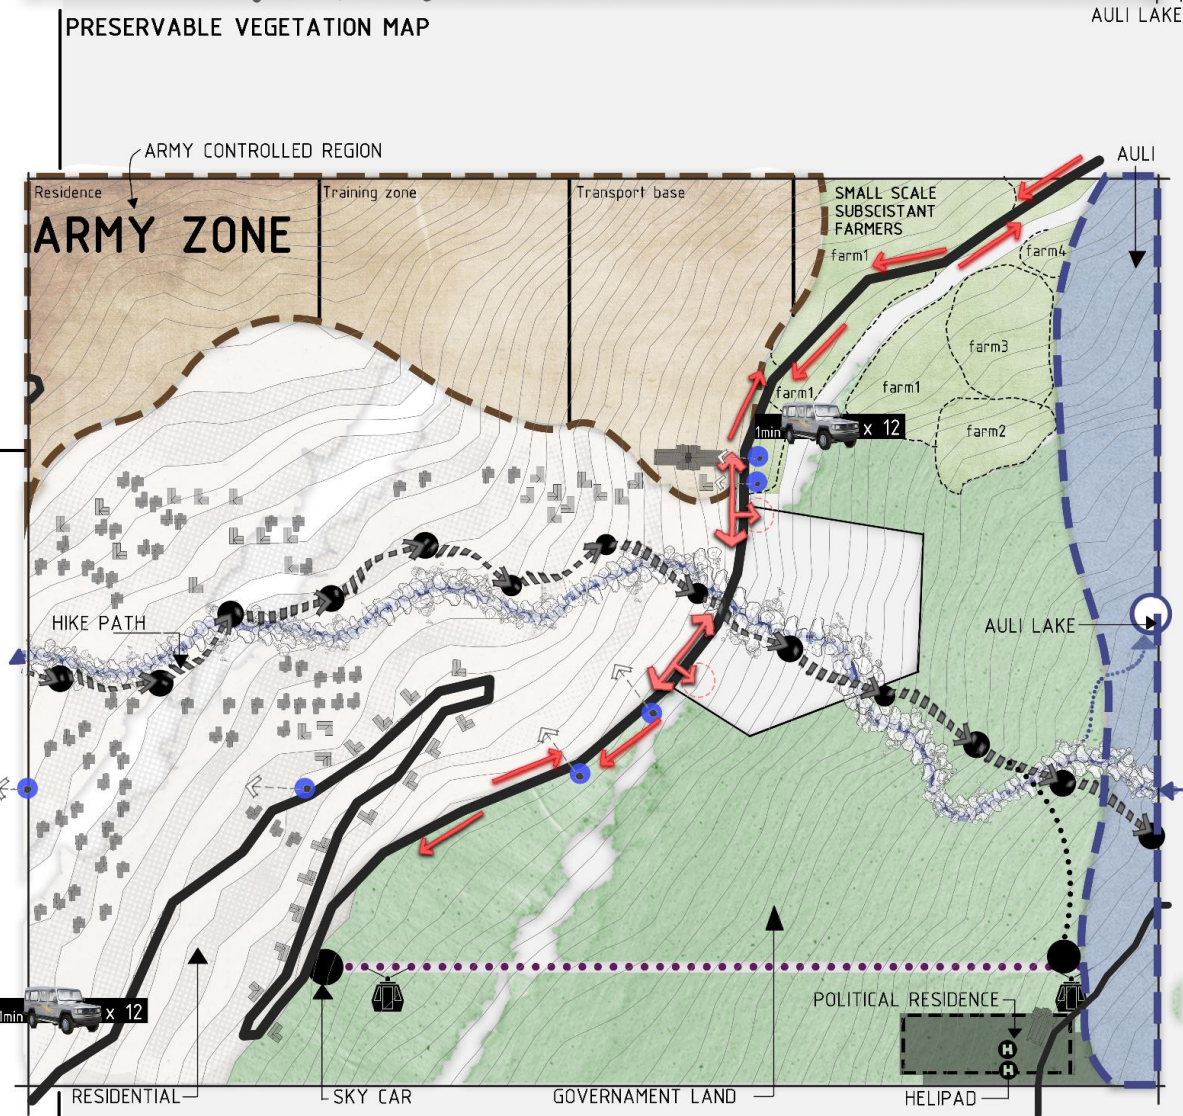 AULI LAKE
PRESERVABLE VEGETATION MAP
ARMY CONTROLLED REGION
AULI
Residence
Training zone
Transport base
SMALL SCALE
SUBSCISTANT
FARMERS
ARMY ZONE
farm1
farm4
farm3
farm1
farm1
1min
x 12
farm2
HIKE PATH
AULI LAKE
POLITICAL RESIDENCE
1min
x 12
H
H
RESIDENTIAL
SKY CAR
GOVERNAMENT LAND
HELIPAD